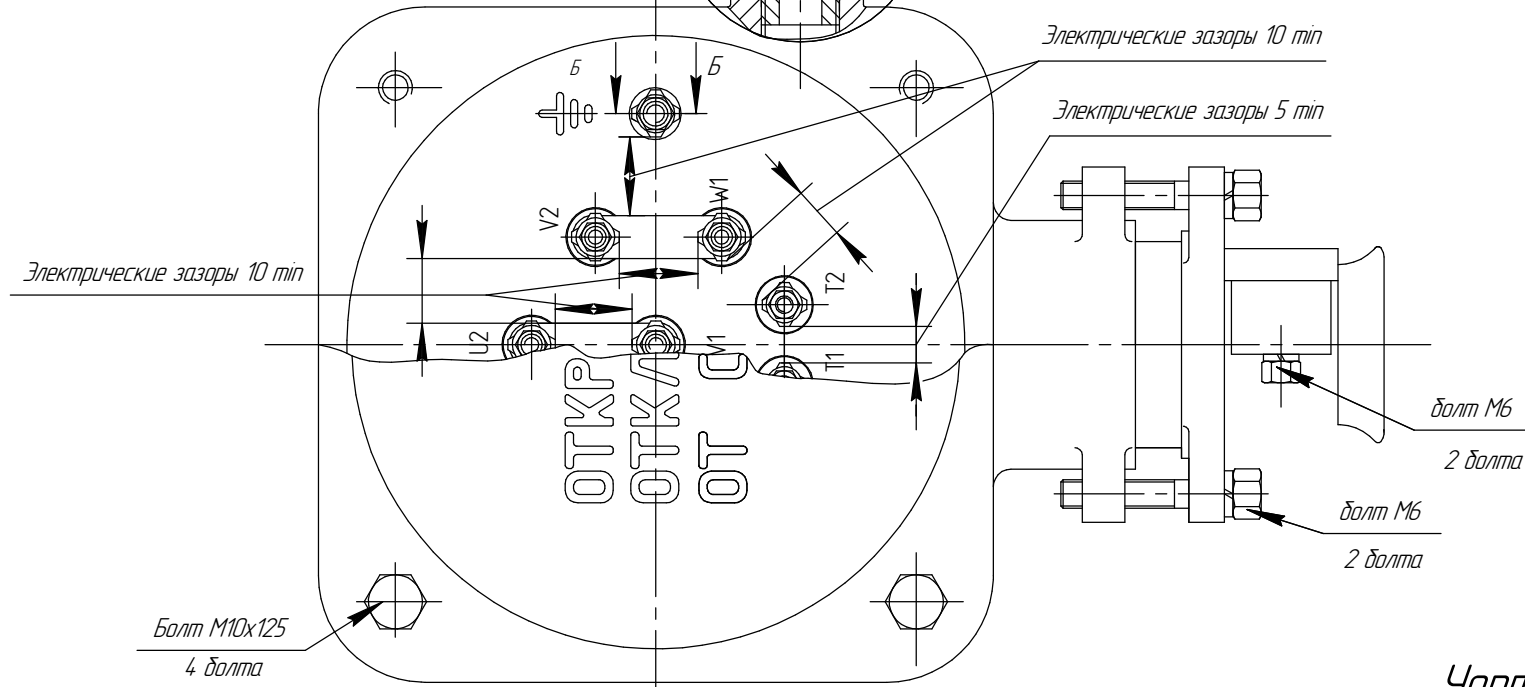 Электрические зазоры 10 min
Б
Б
Электрические зазоры 5 min
V2
W1
Электрические зазоры 10 min
T2
U2
V1
T1
ОТКР
ОТКЛ
ОТ С
болт М6
2 болта
болт М6
2 болта
Болт М10х125
4 болта